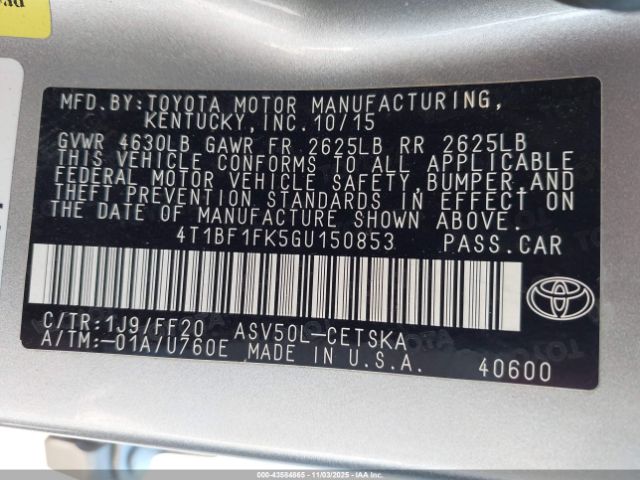 MFD.BY:TOYOTA MOTOR MANUFACTURING,
KENTUCKY,INC.10/15
GVWR 4630LB GAWR FR 2625LB RR 2625LB
THIS VEHICLE CONFORMS TO ALL APPLICABLE
FEDERAL MOTOR VEHICLE SAFETY,BUMPER,AND
THEFT PREVENTION STANDARDS IN EFFECT ON
THE DATE OF MANUFACTURE SHOWN ABOVE.
4T1BF1FK5GU150853 PASS.CAR
C/TR:1J9/FF20 ASV50L-CETSKA
A/TM:-01A/U760E MADE IN U.S.A. 40600
000-43584865 11/03/2025 IAAI.COM